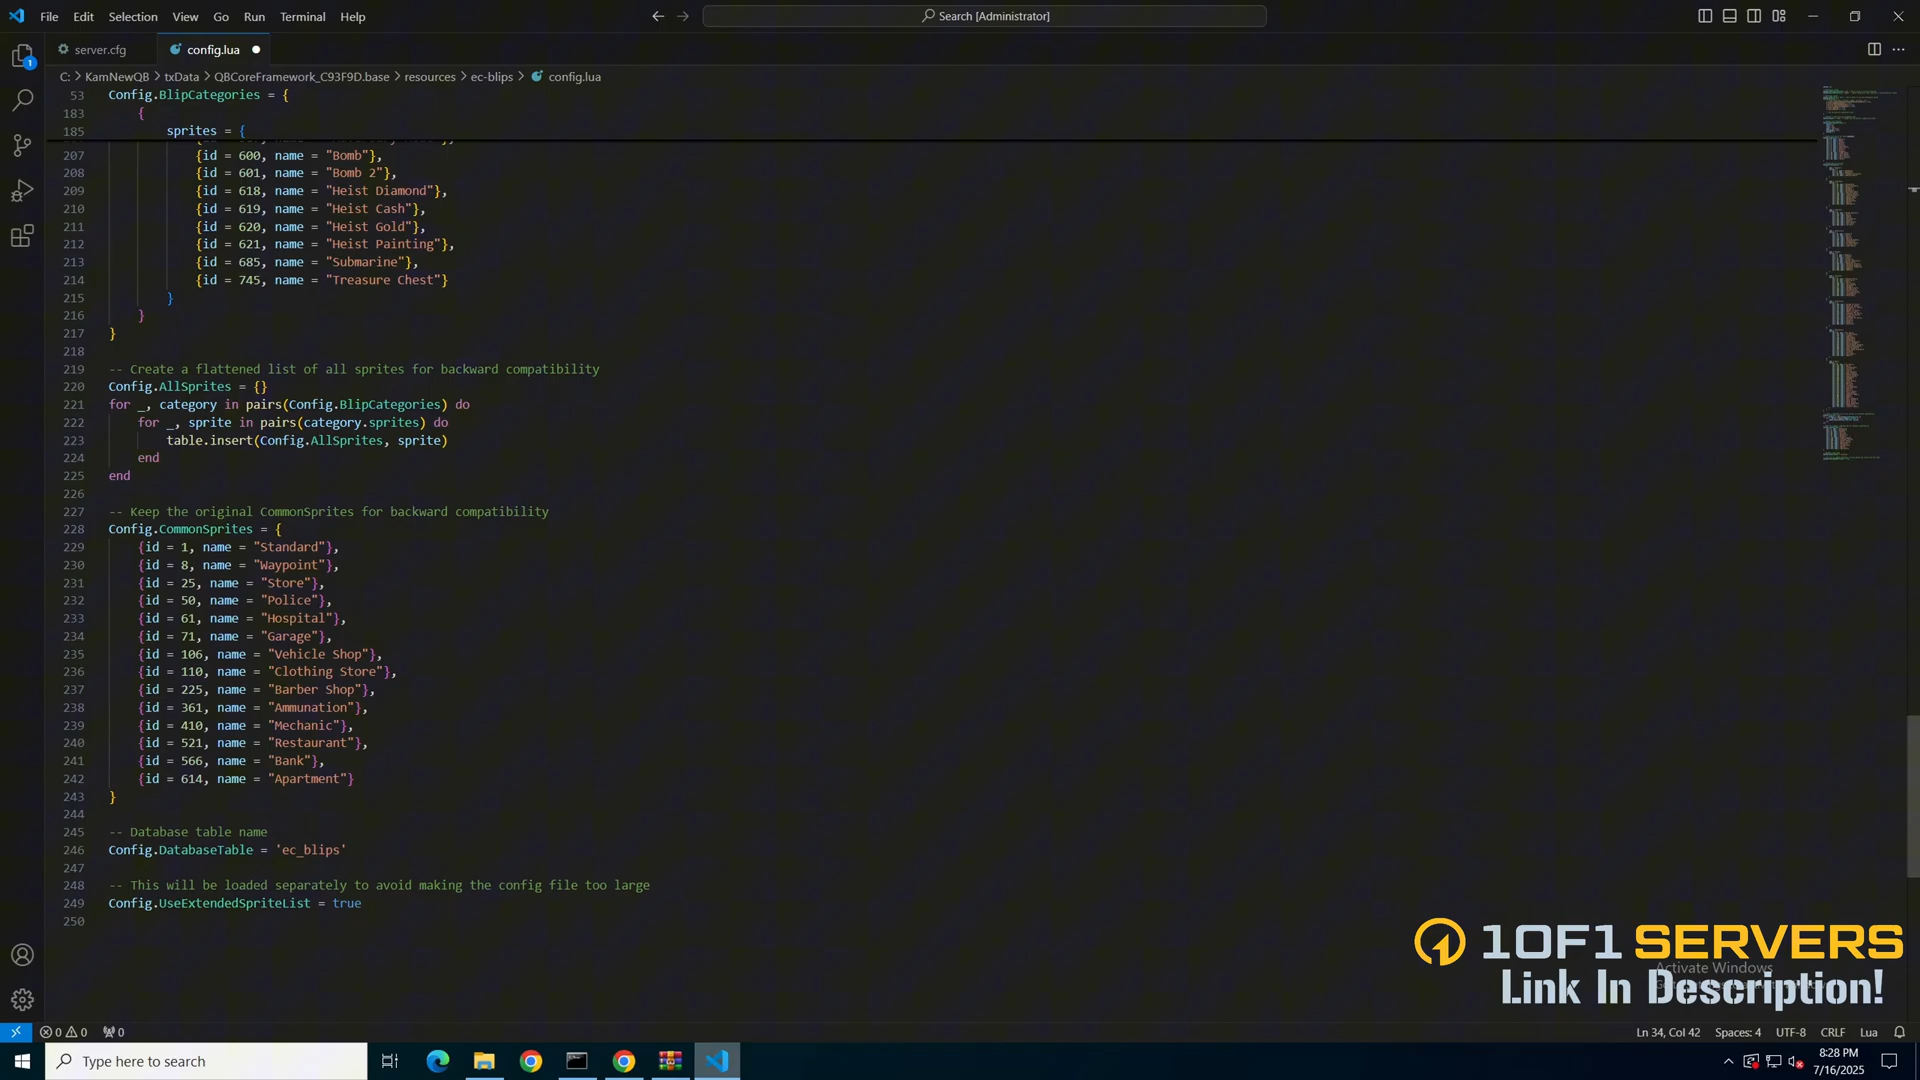 File Edit Selection View Go Run Terminal Help
Search [Administrator]
server.cfg
config.lua
C: > KamNewQB > txData > QBCoreFramework_C93F9D.base > resources > ec-blips > config.lua
1
53 Config.BlipCategories = {
183 {
185 sprites = {
207 {id = 600, name = "Bomb"},
208 {id = 601, name = "Bomb 2"},
209 {id = 618, name = "Heist Diamond"},
210 {id = 619, name = "Heist Cash"},
211 {id = 620, name = "Heist Gold"},
212 {id = 621, name = "Heist Painting"},
213 {id = 685, name = "Submarine"},
214 {id = 745, name = "Treasure Chest"}
215 }
216 }
217 }
218
219 -- Create a flattened list of all sprites for backward compatibility
220 Config.AllSprites = {}
221 for _, category in pairs(Config.BlipCategories) do
222 for _, sprite in pairs(category.sprites) do
223 table.insert(Config.AllSprites, sprite)
224 end
225 end
226
227 -- Keep the original CommonSprites for backward compatibility
228 Config.CommonSprites = {
229 {id = 1, name = "Standard"},
230 {id = 8, name = "Waypoint"},
231 {id = 25, name = "Store"},
232 {id = 50, name = "Police"},
233 {id = 61, name = "Hospital"},
234 {id = 71, name = "Garage"},
235 {id = 106, name = "Vehicle Shop"},
236 {id = 110, name = "Clothing Store"},
237 {id = 225, name = "Barber Shop"},
238 {id = 361, name = "Ammunation"},
239 {id = 410, name = "Mechanic"},
240 {id = 521, name = "Restaurant"},
241 {id = 566, name = "Bank"},
242 {id = 614, name = "Apartment"}
243 }
244
245 -- Database table name
246 Config.DatabaseTable = 'ec_blips'
247
248 -- This will be loaded separately to avoid making the config file too large
249 Config.UseExtendedSpriteList = true
250
1OF1 SERVERS
Activate Windows
Link In Description!
0 0 0
Ln 34, Col 42 Spaces: 4 UTF-8 CRLF Lua
Type here to search
8:28 PM
7/16/2025